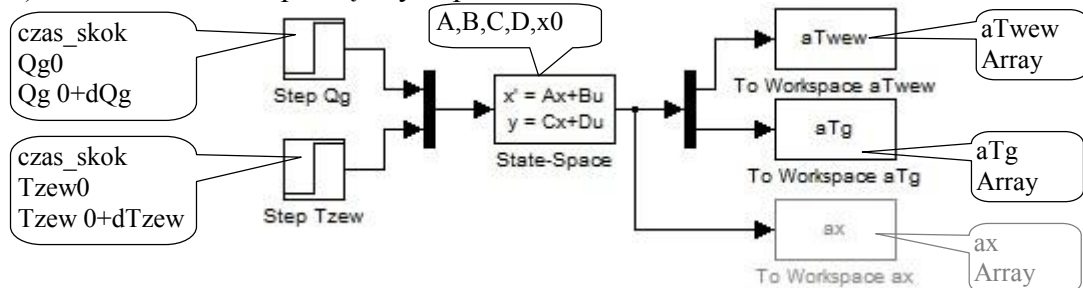 czas_skok
Qg0
Qg 0+dQg
Step Qg
czas_skok
Tzew0
Tzew 0+dTzew
Step Tzew
A,B,C,D,x0
x' = Ax+Bu
y = Cx+Du
State-Space
aTwew
To Workspace aTwew
aTwew
Array
aTg
To Workspace aTg
aTg
Array
ax
To Workspace ax
ax
Array